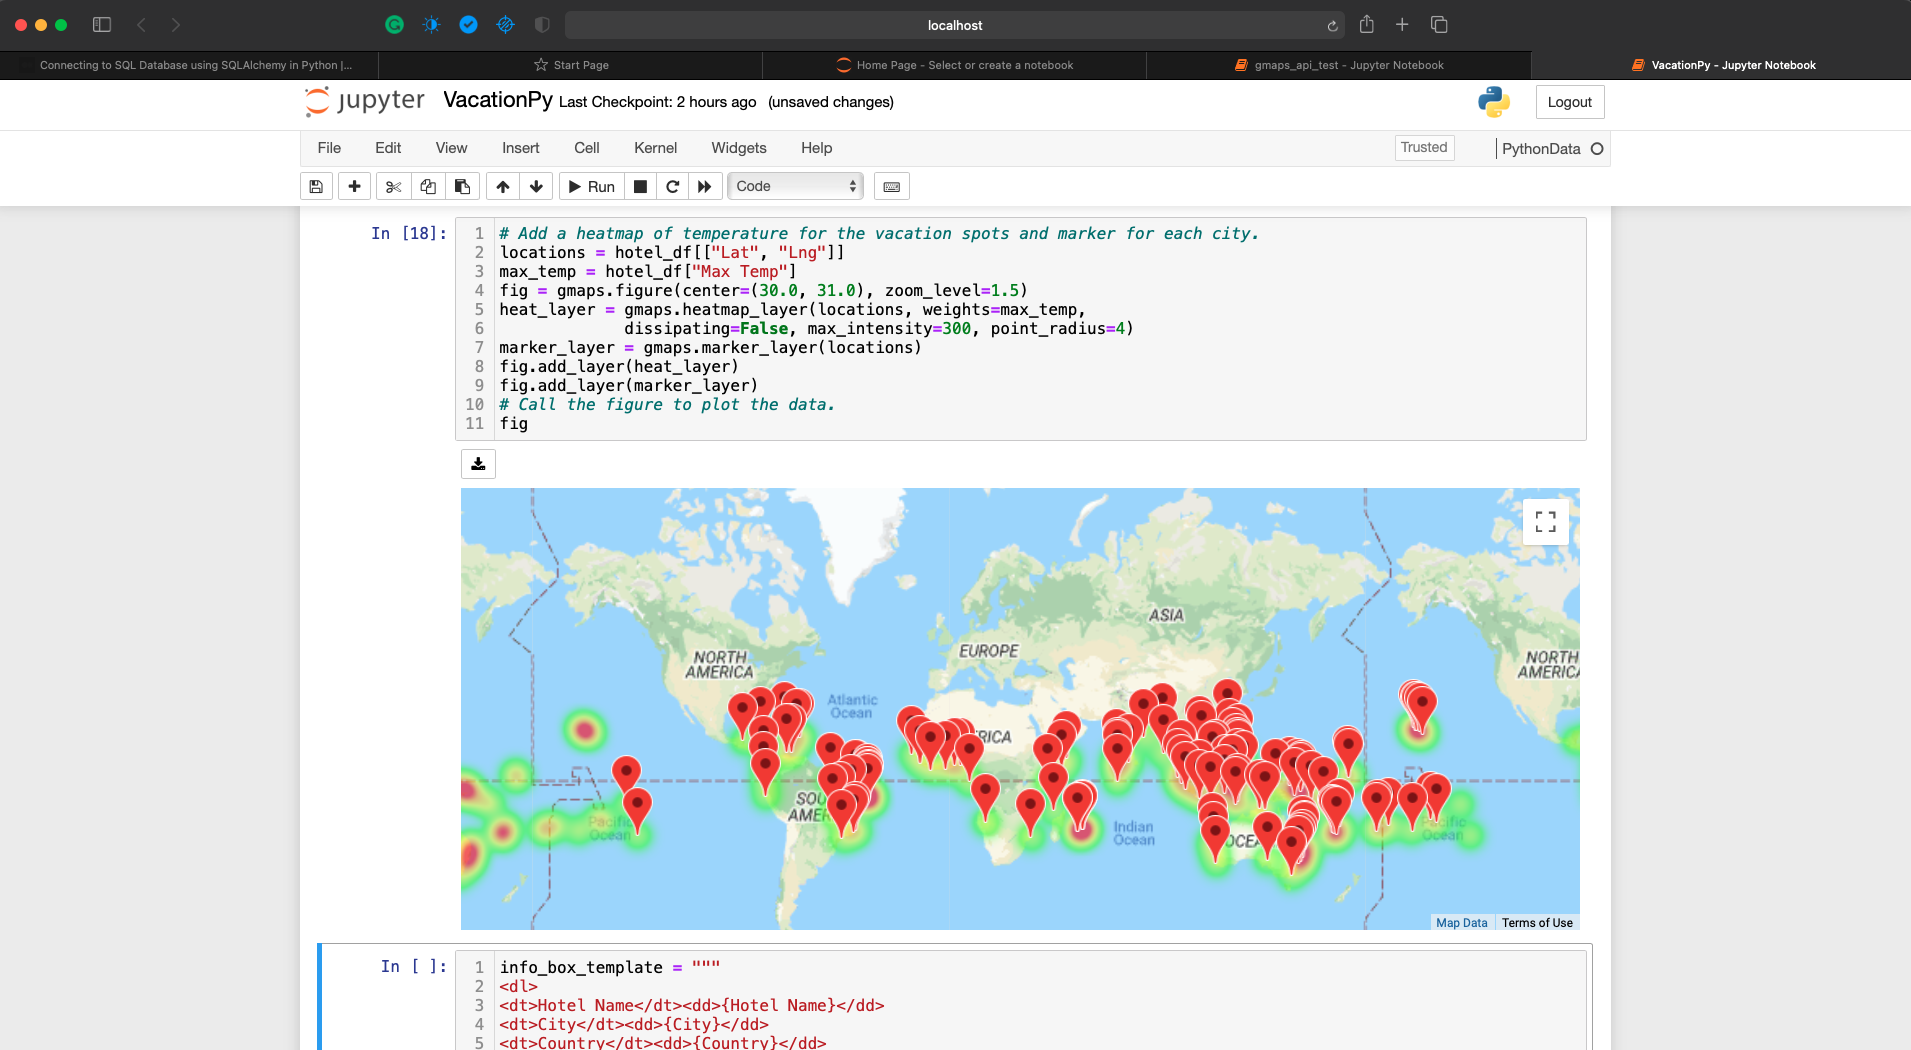 localhost
Connecting to SQL Database using SQLAlchemy in Python |...
Start Page
Home Page - Select or create a notebook
gmaps_api_test - Jupyter Notebook
VacationPy - Jupyter Notebook
jupyter VacationPy Last Checkpoint: 2 hours ago (unsaved changes)
Logout
File Edit View Insert Cell Kernel Widgets Help
Trusted
PythonData
Run
Code
In [18]:
1 # Add a heatmap of temperature for the vacation spots and marker for each city.
2 locations = hotel_df[["Lat", "Lng"]]
3 max_temp = hotel_df["Max Temp"]
4 fig = gmaps.figure(center=(30.0, 31.0), zoom_level=1.5)
5 heat_layer = gmaps.heatmap_layer(locations, weights=max_temp,
6              dissipating=False, max_intensity=300, point_radius=4)
7 marker_layer = gmaps.marker_layer(locations)
8 fig.add_layer(heat_layer)
9 fig.add_layer(marker_layer)
10 # Call the figure to plot the data.
11 fig
ASIA
EUROPE
NORTH
AMERICA
NORTH
AMERICA
Atlantic
Ocean
RICA
SOU
AMER
Pacific
Ocean
Indian
Ocean
OCEA
Pacific
Ocean
Map Data
Terms of Use
In [ ]:
1 info_box_template = """
2 <dl>
3 <dt>Hotel Name</dt><dd>{Hotel Name}</dd>
4 <dt>City</dt><dd>{City}</dd>
5 <dt>Country</dt><dd>{Country}</dd>